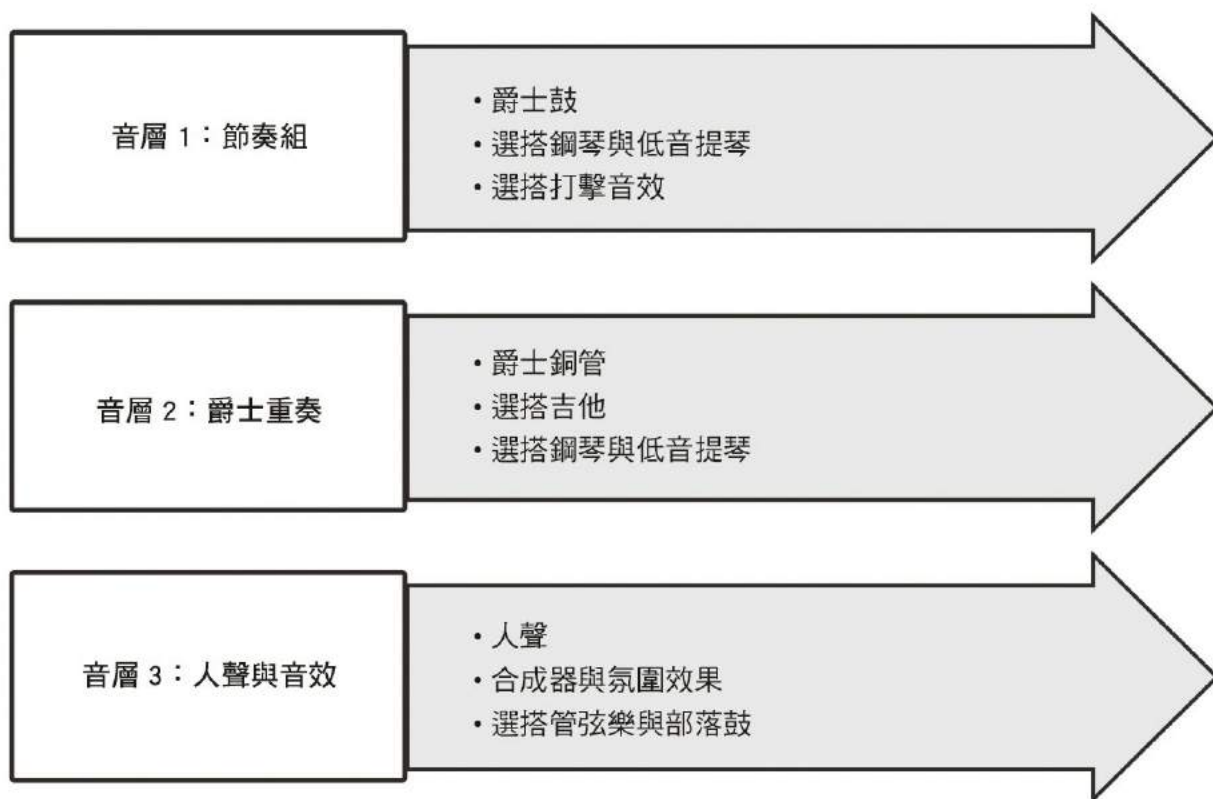 音層 1：節奏組
・爵士鼓
・選搭鋼琴與低音提琴
・選搭打擊音效
音層 2：爵士重奏
・爵士銅管
・選搭吉他
・選搭鋼琴與低音提琴
音層 3：人聲與音效
・人聲
・合成器與氛圍效果
・選搭管弦樂與部落鼓